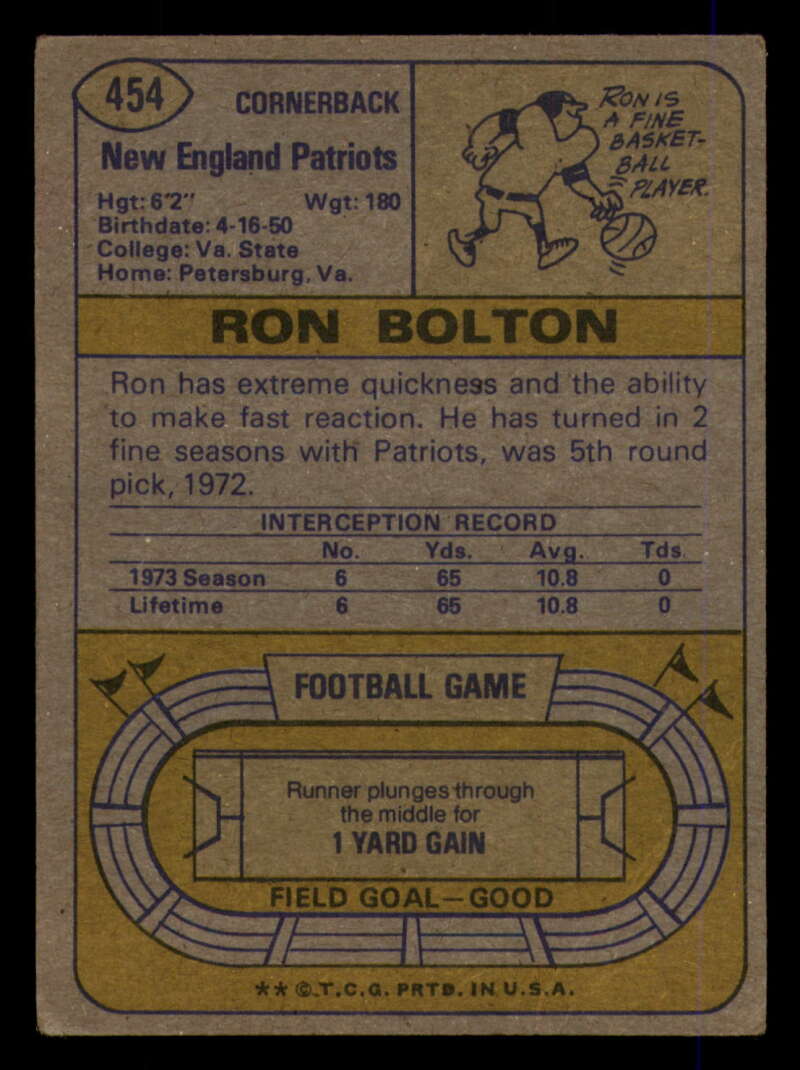 454
CORNERBACK
New England Patriots
Hgt: 6'2" Wgt: 180
Birthdate: 4-16-50
College: Va. State
Home: Petersburg, Va.
RON IS
A FINE
BASKET-
BALL
PLAYER.
RON BOLTON
Ron has extreme quickness and the ability
to make fast reaction. He has turned in 2
fine seasons with Patriots, was 5th round
pick, 1972.
INTERCEPTION RECORD
No. Yds. Avg. Tds
1973 Season 6 65 10.8 0
Lifetime 6 65 10.8 0
FOOTBALL GAME
Runner plunges through
the middle for
1 YARD GAIN
FIELD GOAL—GOOD
** © T.C.G. PRTD. IN U.S.A.